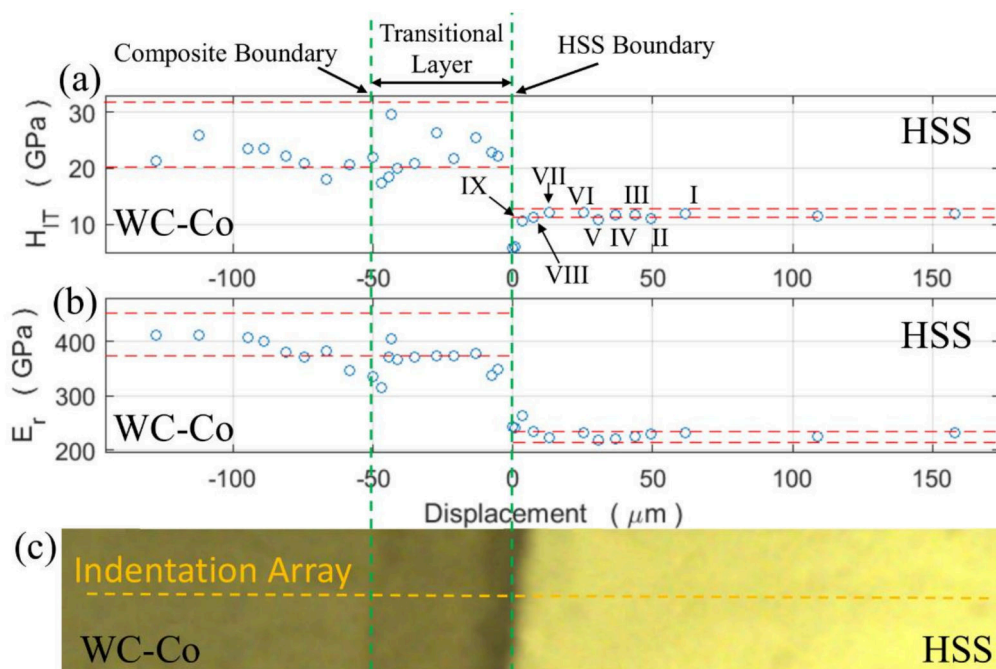 Composite Boundary
Transitional
Layer
HSS Boundary
(a)
H_IT ( GPa )
30
20
10
WC-Co
HSS
IX
VII
VI
III
I
V
IV
II
VIII
-100
-50
0
50
100
150
(b)
E_r ( GPa )
400
300
200
WC-Co
HSS
-100
-50
0
50
100
150
Displacement ( μm )
(c)
Indentation Array
WC-Co
HSS